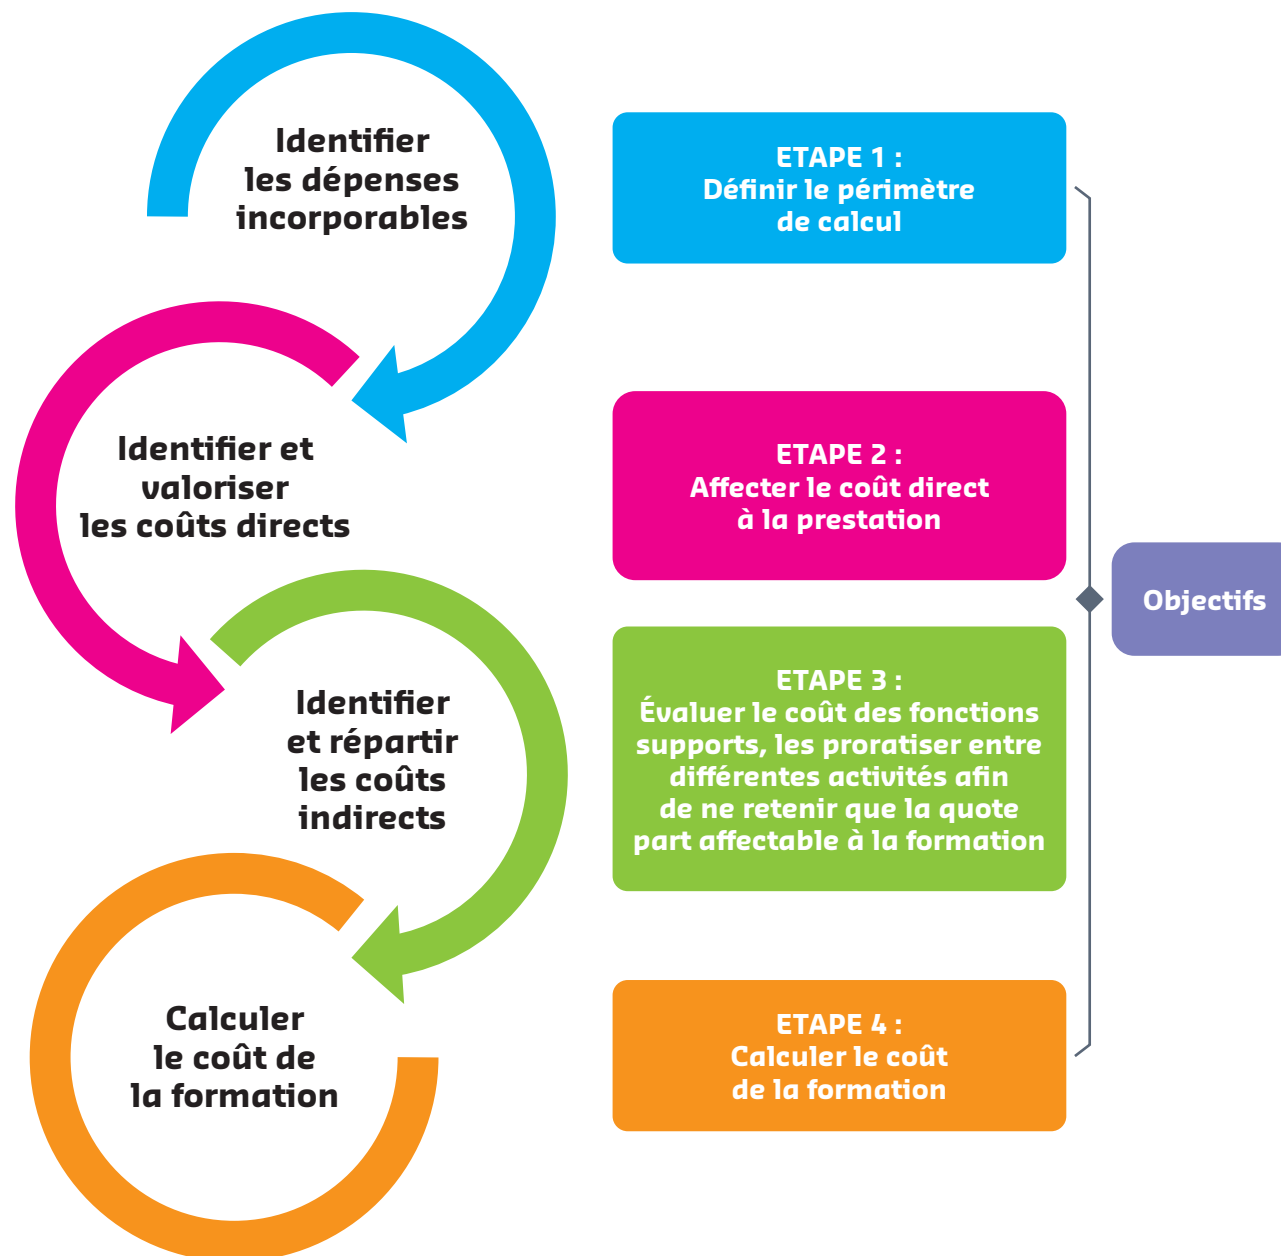 Identifier
les dépenses
incorporables
ETAPE 1 :
Définir le périmètre
de calcul
Identifier et
valoriser
les coûts directs
ETAPE 2 :
Affecter le coût direct
à la prestation
Objectifs
Identifier
et répartir
les coûts
indirects
ETAPE 3 :
Évaluer le coût des fonctions
supports, les proratiser entre
différentes activités afin
de ne retenir que la quote
part affectable à la formation
Calculer
le coût de
la formation
ETAPE 4 :
Calculer le coût
de la formation